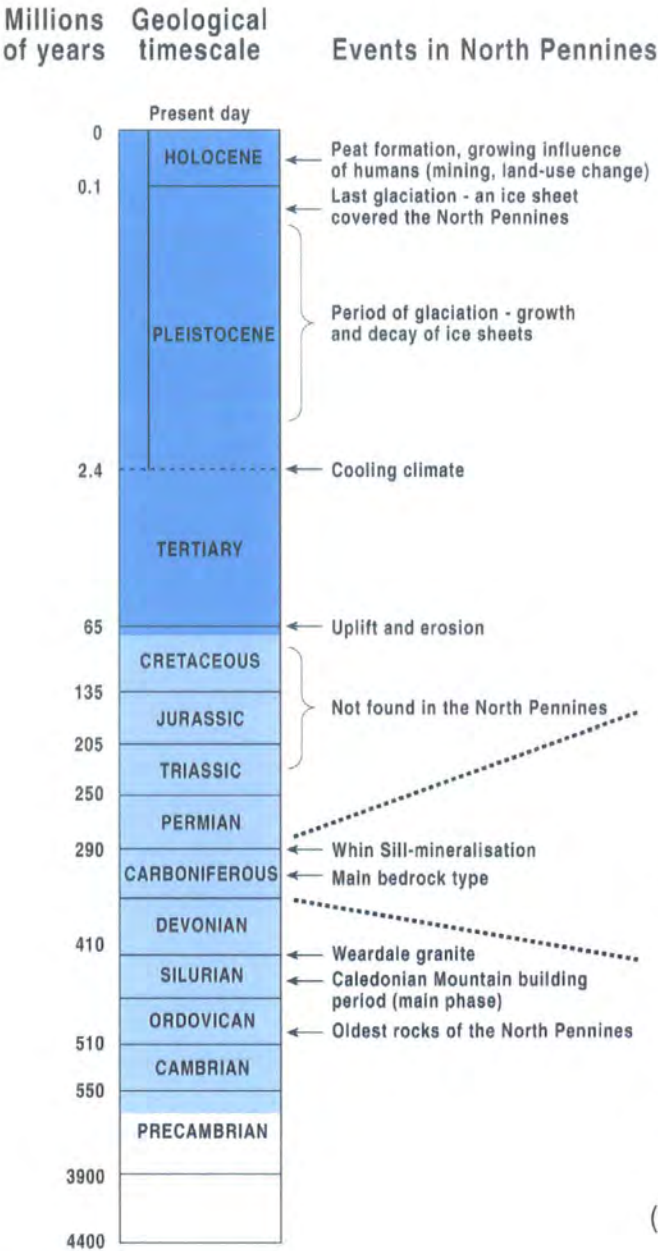 Millions of years
Geological timescale
Events in North Pennines
Present day
0
HOLOCENE
Peat formation, growing influence
of humans (mining, land-use change)
0.1
Last glaciation - an ice sheet
covered the North Pennines
PLEISTOCENE
Period of glaciation - growth
and decay of ice sheets
2.4
Cooling climate
TERTIARY
65
Uplift and erosion
CRETACEOUS
135
JURASSIC
Not found in the North Pennines
205
TRIASSIC
250
PERMIAN
290
Whin Sill-mineralisation
CARBONIFEROUS
Main bedrock type
DEVONIAN
410
Weardale granite
SILURIAN
Caledonian Mountain building
period (main phase)
ORDOVICAN
Oldest rocks of the North Pennines
510
CAMBRIAN
550
PRECAMBRIAN
3900
(
4400